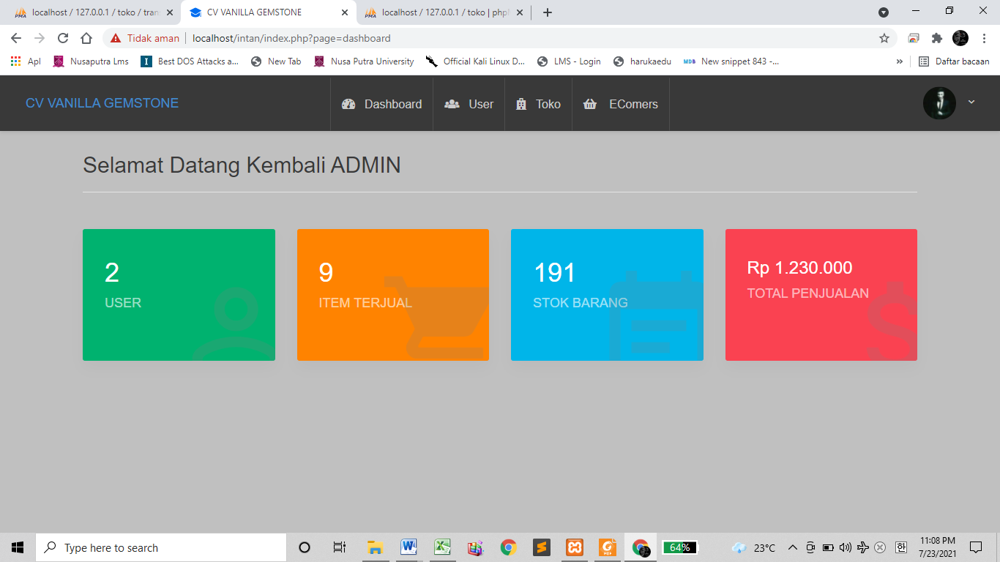 localhost / 127.0.0.1 / toko / tran
CV VANILLA GEMSTONE
localhost / 127.0.0.1 / toko | php
Tidak aman
localhost/intan/index.php?page=dashboard
Apl
Nusaputra Lms
Best DOS Attacks a...
New Tab
Nusa Putra University
Official Kali Linux D...
LMS - Login
harukaedu
New snippet 843 -...
»
Daftar bacaan
CV VANILLA GEMSTONE
Dashboard
User
Toko
EComers
Selamat Datang Kembali ADMIN
2
USER
9
ITEM TERJUAL
191
STOK BARANG
Rp 1.230.000
TOTAL PENJUALAN
Type here to search
64%
23°C
한
11:08 PM
7/23/2021